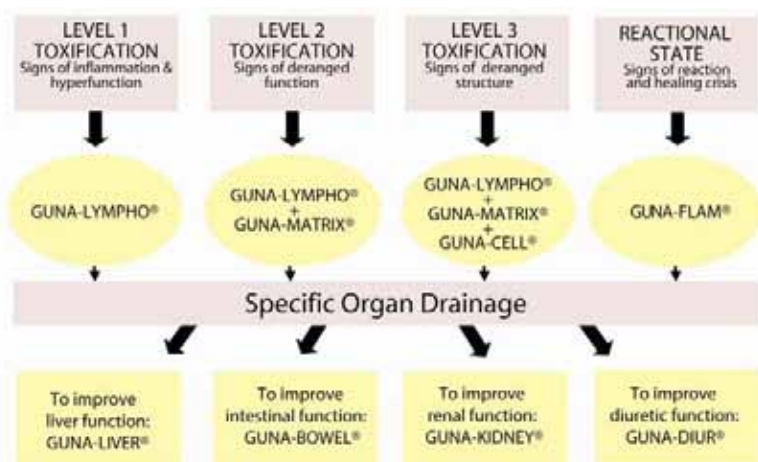 LEVEL 1
TOXIFICATION
Signs of inflammation &
hyperfunction
LEVEL 2
TOXIFICATION
Signs of deranged
function
LEVEL 3
TOXIFICATION
Signs of deranged
structure
REACTIONAL
STATE
Signs of reaction
and healing crisis
GUNA-LYMPHO®
GUNA-LYMPHO®
+
GUNA-MATRIX®
GUNA-LYMPHO®
+
GUNA-MATRIX®
+
GUNA-CELL®
GUNA-FLAM®
Specific Organ Drainage
To improve
liver function:
GUNA-LIVER®
To improve
intestinal function:
GUNA-BOWEL®
To improve
renal function:
GUNA-KIDNEY®
To improve
diuretic function:
GUNA-DIUR®